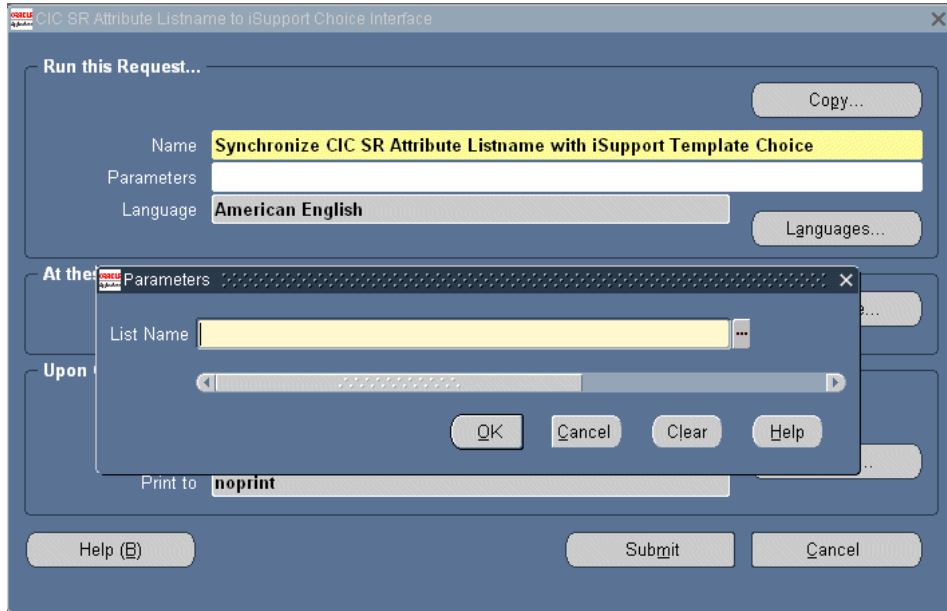 CIC SR Attribute Listname to iSupport Choice Interface
Run this Request...
Copy...
Name Synchronize CIC SR Attribute Listname with iSupport Template Choice
Parameters
Language American English
Languages...
At thes
ORACLE Parameters
e...
List Name
...
Upon
OK Cancel Clear Help
Print to noprint
Help (B) Submit Cancel